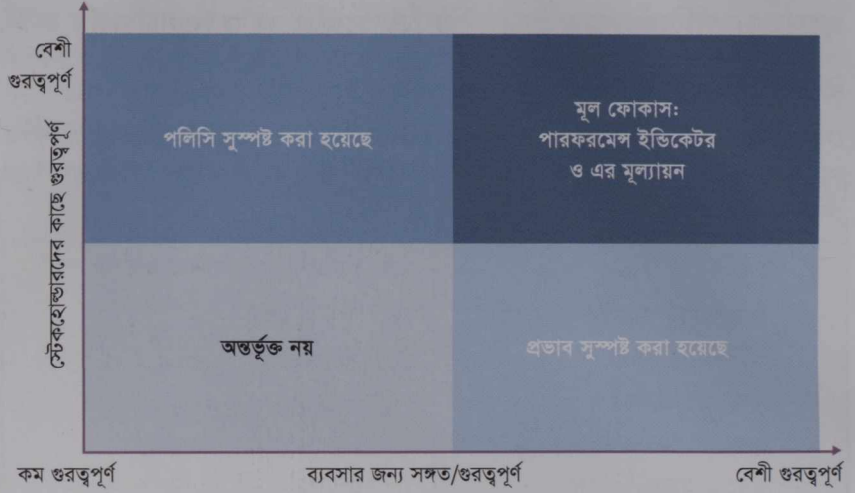 বেশী
গুরত্বপূর্ণ
স্টেকহোল্ডারদের কাছে গুরত্বপূর্ণ
পলিসি সুস্পষ্ট করা হয়েছে
মূল ফোকাস:
পারফরমেন্স ইন্ডিকেটর
ও এর মূল্যায়ন
অন্তর্ভূক্ত নয়
প্রভাব সুস্পষ্ট করা হয়েছে
কম গুরত্বপূর্ণ
ব্যবসার জন্য সঙ্গত/গুরত্বপূর্ণ
বেশী গুরত্বপূর্ণ